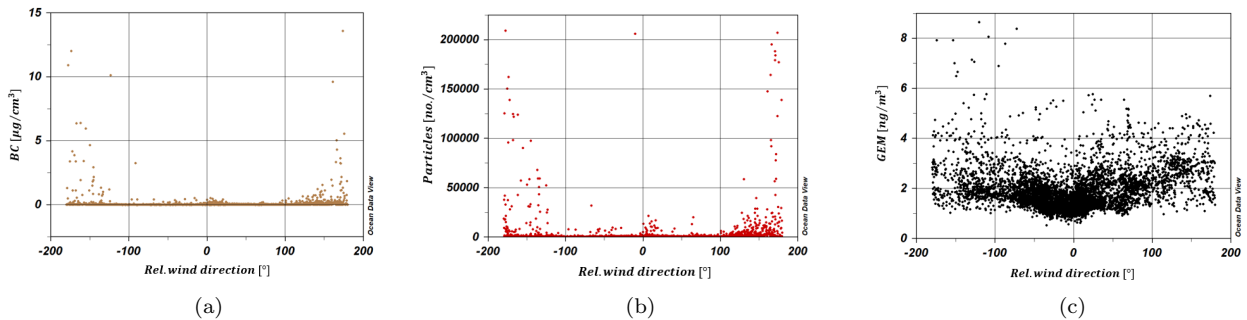 15
10
5
0
-200
-100
0
100
200
BC [μg/cm³]
Rel.wind direction [°]
Ocean Data View
(a)
200000
150000
100000
50000
0
-200
-100
0
100
200
Particles [no./cm³]
Rel.wind direction [°]
Ocean Data View
(b)
8
6
4
2
0
-200
-100
0
100
200
GEM [ng/m³]
Rel.wind direction [°]
Ocean Data View
(c)